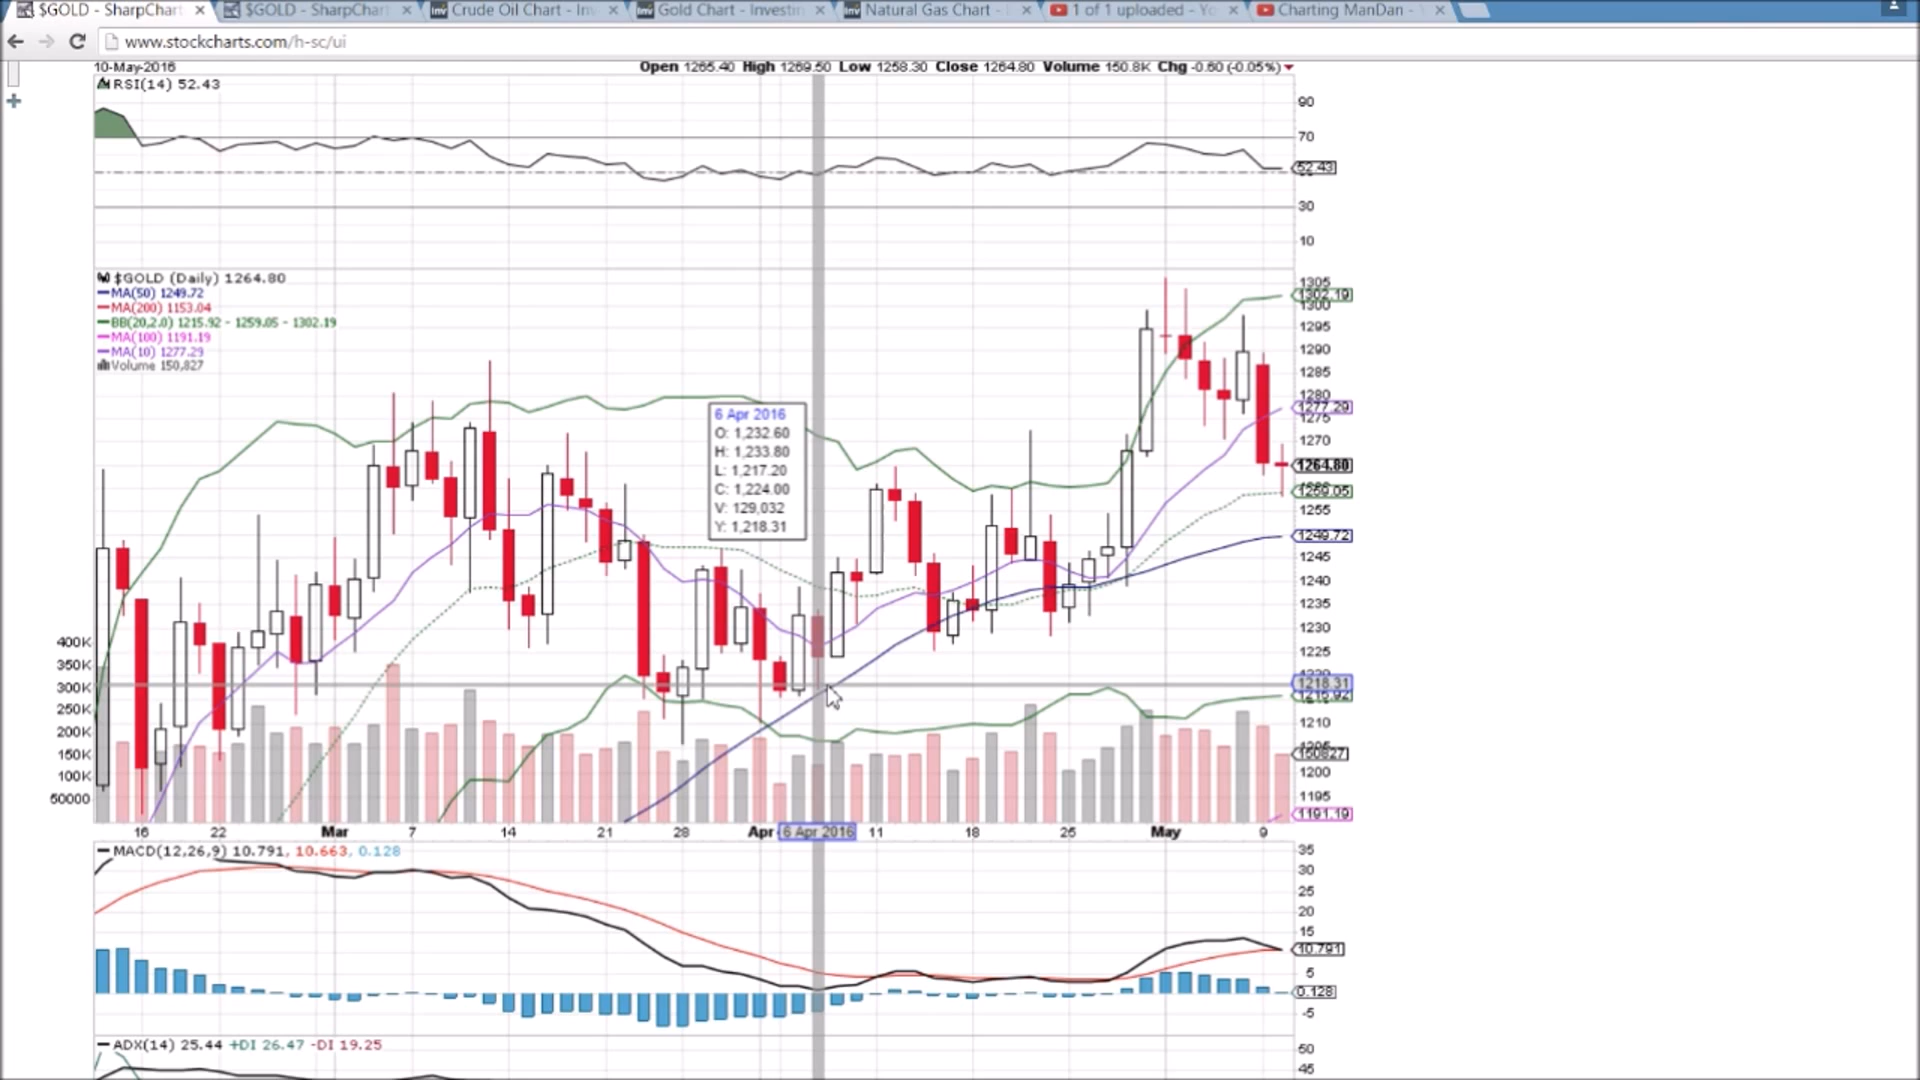 $GOLD - SharpChart
$GOLD - SharpChart
Crude Oil Chart - Inv
Gold Chart - Investin
Natural Gas Chart -
1 of 1 uploaded - Yo
Charting ManDan - Y
www.stockcharts.com/h-sc/ui
10-May-2016
Open 1265.40 High 1269.50 Low 1258.30 Close 1264.80 Volume 150.8K Chg -0.60 (-0.05%)
RSI(14) 52.43
90
70
52.43
30
10
$GOLD (Daily) 1264.80
MA(50) 1249.72
MA(200) 1153.04
BB(20,2.0) 1215.92 - 1259.05 - 1302.19
MA(100) 1191.19
MA(10) 1277.29
Volume 150,827
1305
1302.19
1300
1295
1290
1285
1280
1277.29
1275
1270
1264.80
1259.05
1255
1249.72
1245
1240
1235
1230
1225
1218.31
1215.92
1210
150827
1200
1195
1191.19
6 Apr 2016
O: 1,232.60
H: 1,233.80
L: 1,217.20
C: 1,224.00
V: 129,032
Y: 1,218.31
400K
350K
300K
250K
200K
150K
100K
50000
16 22 Mar 7 14 21 28 Apr 6 Apr 2016 11 18 25 May 9
MACD(12,26,9) 10.791, 10.663, 0.128
35
30
25
20
15
10.791
5
0.128
-5
ADX(14) 25.44 +DI 26.47 -DI 19.25
50
45